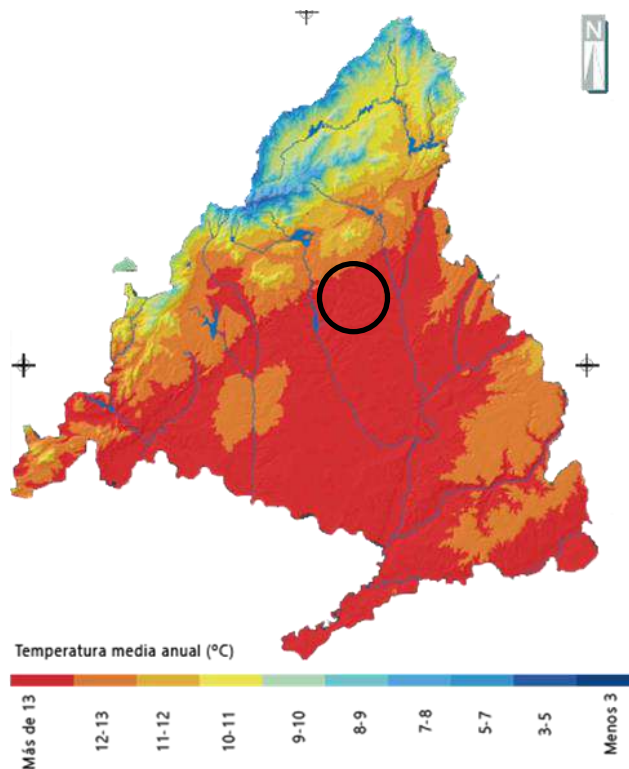 N
Temperatura media anual (ºC)
Más de 13
12-13
11-12
10-11
9-10
8-9
7-8
5-7
3-5
Menos 3